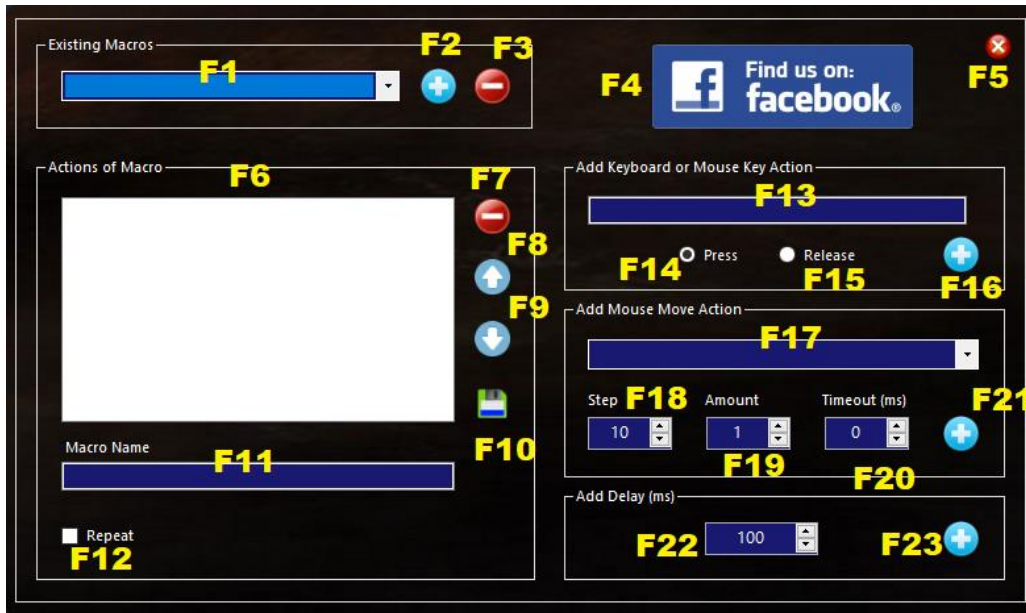 Existing Macros
F1
F2
F3
F4
Find us on:
facebook®
F5
Actions of Macro
F6
F7
F8
F9
F10
Macro Name
F11
Repeat
F12
Add Keyboard or Mouse Key Action
F13
F14
Press
Release
F15
F16
Add Mouse Move Action
F17
Step
F18
Amount
Timeout (ms)
F21
10
1
0
F19
F20
Add Delay (ms)
F22
100
F23